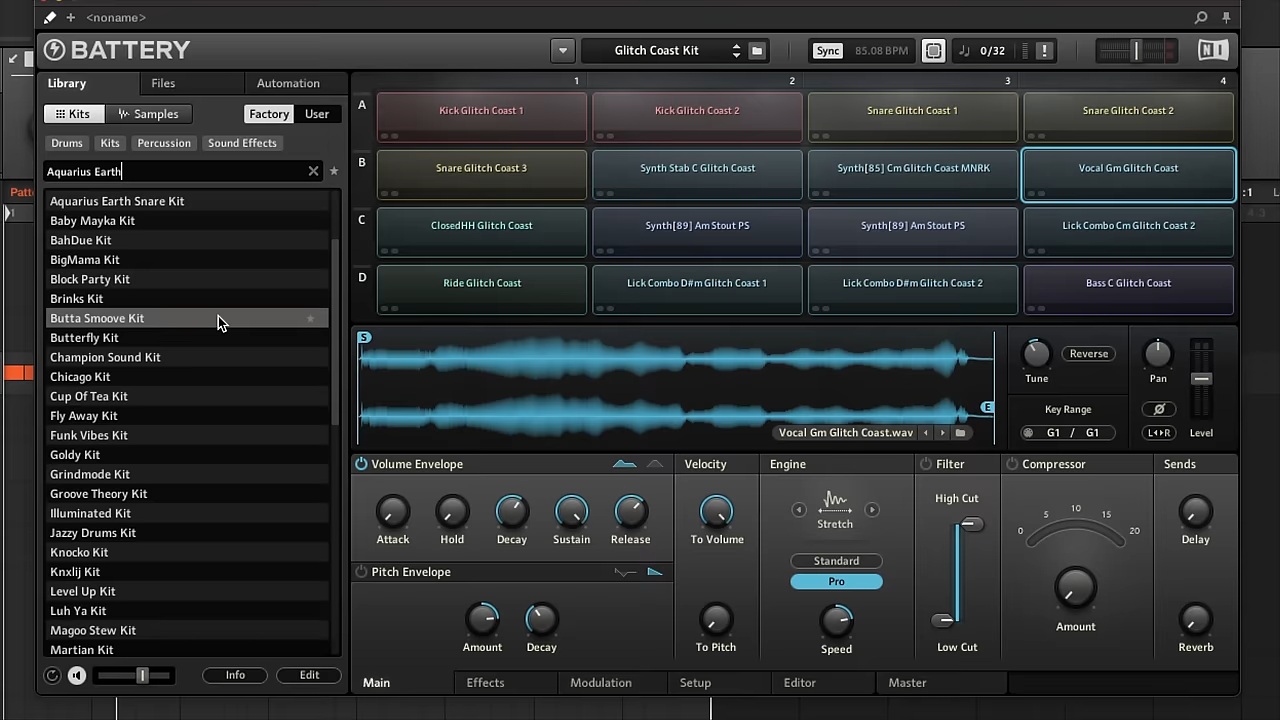 <noname>
BATTERY
Glitch Coast Kit
Sync 85.08 BPM
0/32
Library Files Automation
Kits Samples Factory User
Drums Kits Percussion Sound Effects
Aquarius Earth
Aquarius Earth Snare Kit
Baby Mayka Kit
BahDue Kit
BigMama Kit
Block Party Kit
Brinks Kit
Butta Smoove Kit
Butterfly Kit
Champion Sound Kit
Chicago Kit
Cup Of Tea Kit
Fly Away Kit
Funk Vibes Kit
Goldy Kit
Grindmode Kit
Groove Theory Kit
Illuminated Kit
Jazzy Drums Kit
Knocko Kit
Knxlij Kit
Level Up Kit
Luh Ya Kit
Magoo Stew Kit
Martian Kit
Info Edit
1 2 3 4
A Kick Glitch Coast 1 Kick Glitch Coast 2 Snare Glitch Coast 1 Snare Glitch Coast 2
B Snare Glitch Coast 3 Synth Stab C Glitch Coast Synth[85] Cm Glitch Coast MNRK Vocal Gm Glitch Coast
C ClosedHH Glitch Coast Synth[89] Am Stout PS Synth[89] Am Stout PS Lick Combo Cm Glitch Coast 2
D Ride Glitch Coast Lick Combo D#m Glitch Coast 1 Lick Combo D#m Glitch Coast 2 Bass C Glitch Coast
S
E
Vocal Gm Glitch Coast.wav
Tune Reverse
Key Range
G1 / G1
Pan
L R Level
Volume Envelope Velocity Engine Filter Compressor Sends
Attack Hold Decay Sustain Release
To Volume
Stretch
Standard
Pro
Speed
High Cut
Low Cut
0 5 10 15 20
Amount
Delay
Reverb
Pitch Envelope
Amount Decay
To Pitch
Main Effects Modulation Setup Editor Master
Patte
:1
4.3